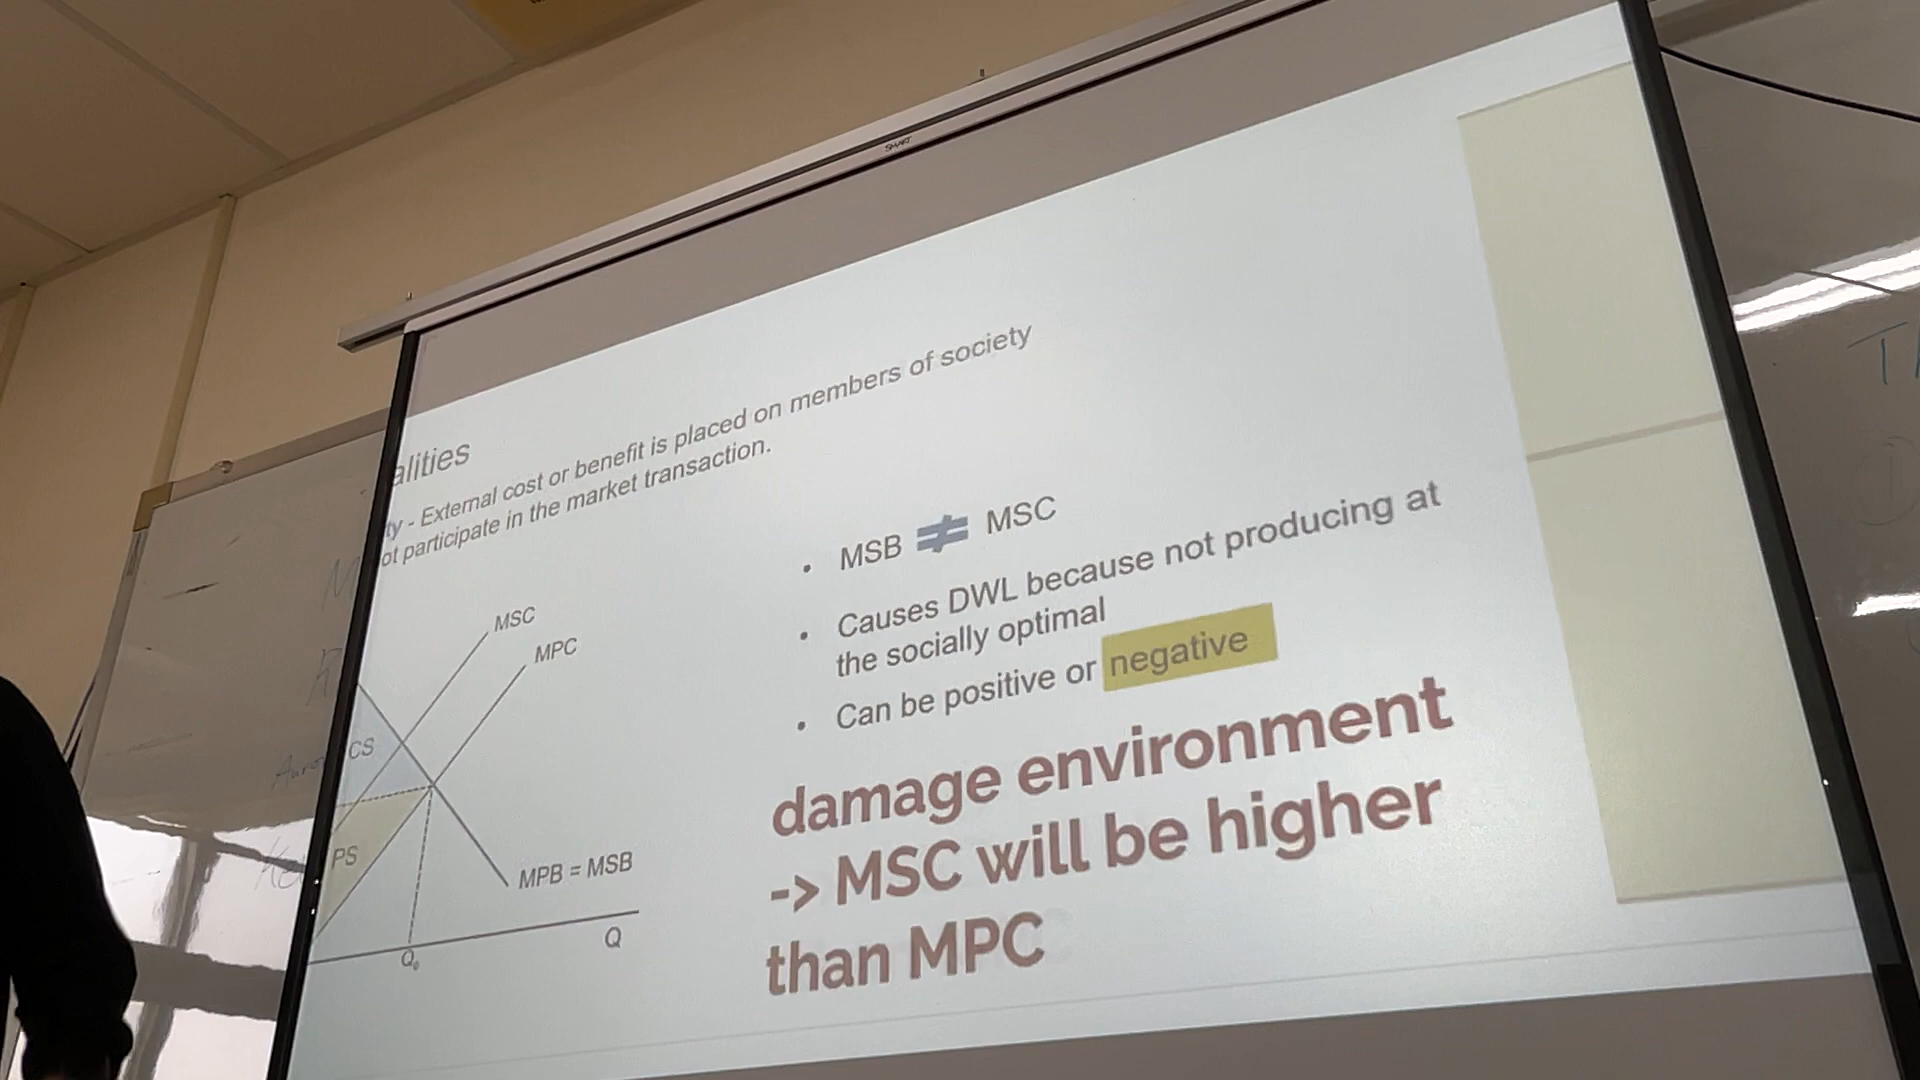 SMART
alities
ty - External cost or benefit is placed on members of society
ot participate in the market transaction.
MSC
MPC
CS
PS
MPB = MSB
Q
Q₀
• MSB ≠ MSC
• Causes DWL because not producing at
the socially optimal
• Can be positive or negative
damage environment
-> MSC will be higher
than MPC